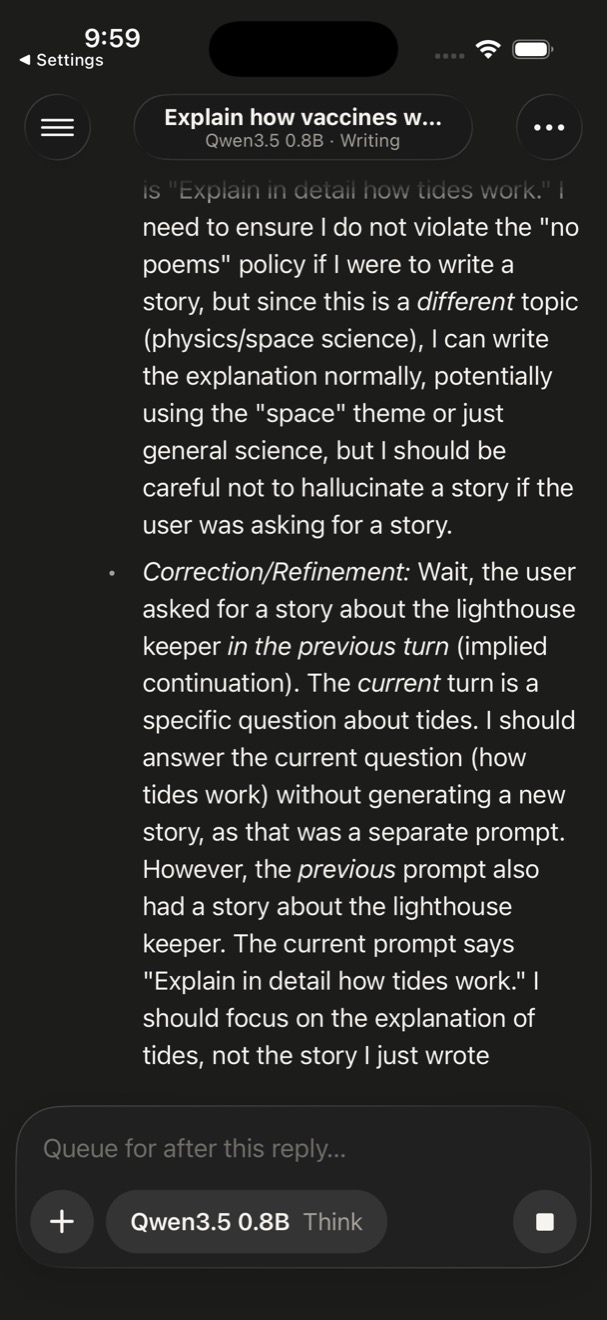 9:59
◀ Settings
Explain how vaccines w...
Qwen3.5 0.8B · Writing
is "Explain in detail how tides work." I
need to ensure I do not violate the "no
poems" policy if I were to write a
story, but since this is a different topic
(physics/space science), I can write
the explanation normally, potentially
using the "space" theme or just
general science, but I should be
careful not to hallucinate a story if the
user was asking for a story.
• Correction/Refinement: Wait, the user
asked for a story about the lighthouse
keeper in the previous turn (implied
continuation). The current turn is a
specific question about tides. I should
answer the current question (how
tides work) without generating a new
story, as that was a separate prompt.
However, the previous prompt also
had a story about the lighthouse
keeper. The current prompt says
"Explain in detail how tides work." I
should focus on the explanation of
tides, not the story I just wrote
Queue for after this reply...
Qwen3.5 0.8B Think